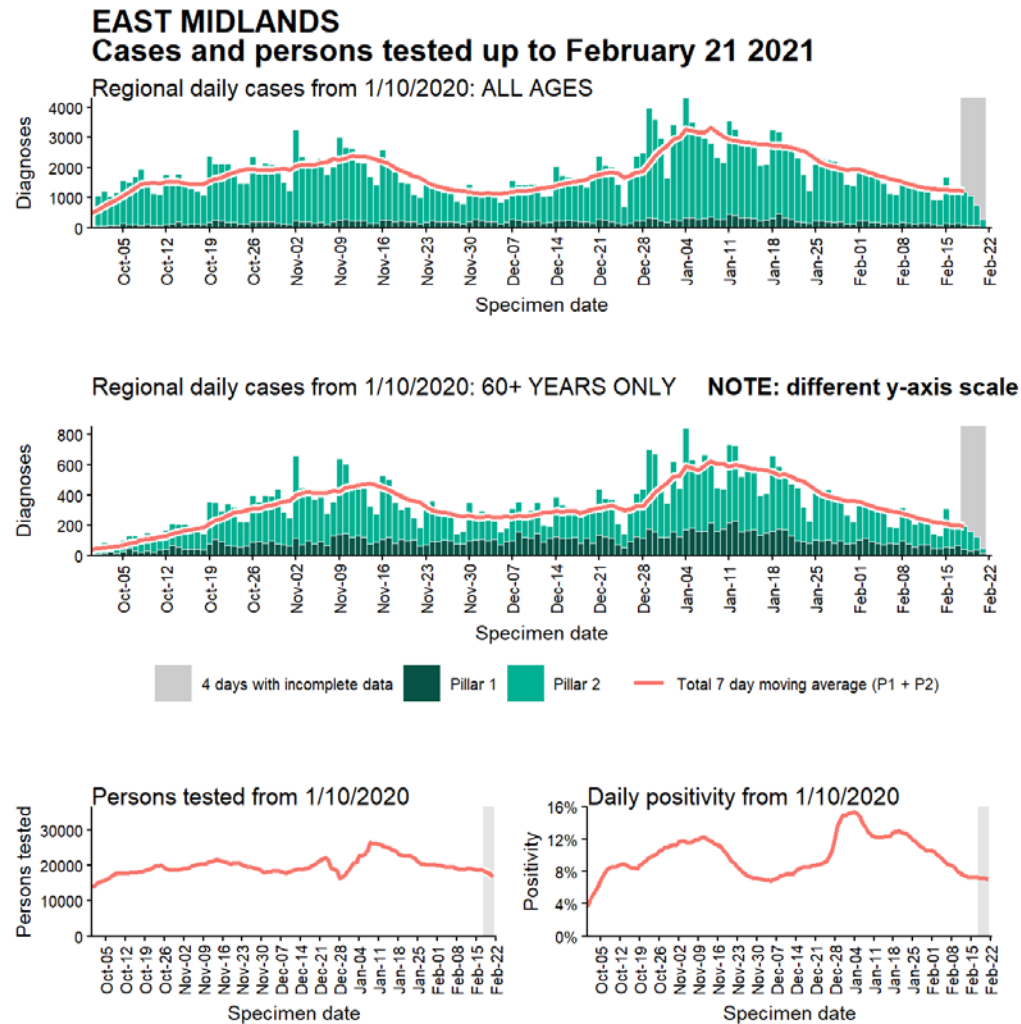 EAST MIDLANDS
Cases and persons tested up to February 21 2021
Regional daily cases from 1/10/2020: ALL AGES
Diagnoses
4000
3000
2000
1000
0
Oct-05 Oct-12 Oct-19 Oct-26 Nov-02 Nov-09 Nov-16 Nov-23 Nov-30 Dec-07 Dec-14 Dec-21 Dec-28 Jan-04 Jan-11 Jan-18 Jan-25 Feb-01 Feb-08 Feb-15 Feb-22
Specimen date
Regional daily cases from 1/10/2020: 60+ YEARS ONLY NOTE: different y-axis scale
Diagnoses
800
600
400
200
0
Oct-05 Oct-12 Oct-19 Oct-26 Nov-02 Nov-09 Nov-16 Nov-23 Nov-30 Dec-07 Dec-14 Dec-21 Dec-28 Jan-04 Jan-11 Jan-18 Jan-25 Feb-01 Feb-08 Feb-15 Feb-22
Specimen date
4 days with incomplete data Pillar 1 Pillar 2 Total 7 day moving average (P1 + P2)
Persons tested from 1/10/2020
Persons tested
30000
20000
10000
0
Oct-05 Oct-12 Oct-19 Oct-26 Nov-02 Nov-09 Nov-16 Nov-23 Nov-30 Dec-07 Dec-14 Dec-21 Dec-28 Jan-04 Jan-11 Jan-18 Jan-25 Feb-01 Feb-08 Feb-15 Feb-22
Specimen date
Daily positivity from 1/10/2020
Positivity
16%
12%
8%
4%
0%
Oct-05 Oct-12 Oct-19 Oct-26 Nov-02 Nov-09 Nov-16 Nov-23 Nov-30 Dec-07 Dec-14 Dec-21 Dec-28 Jan-04 Jan-11 Jan-18 Jan-25 Feb-01 Feb-08 Feb-15 Feb-22
Specimen date